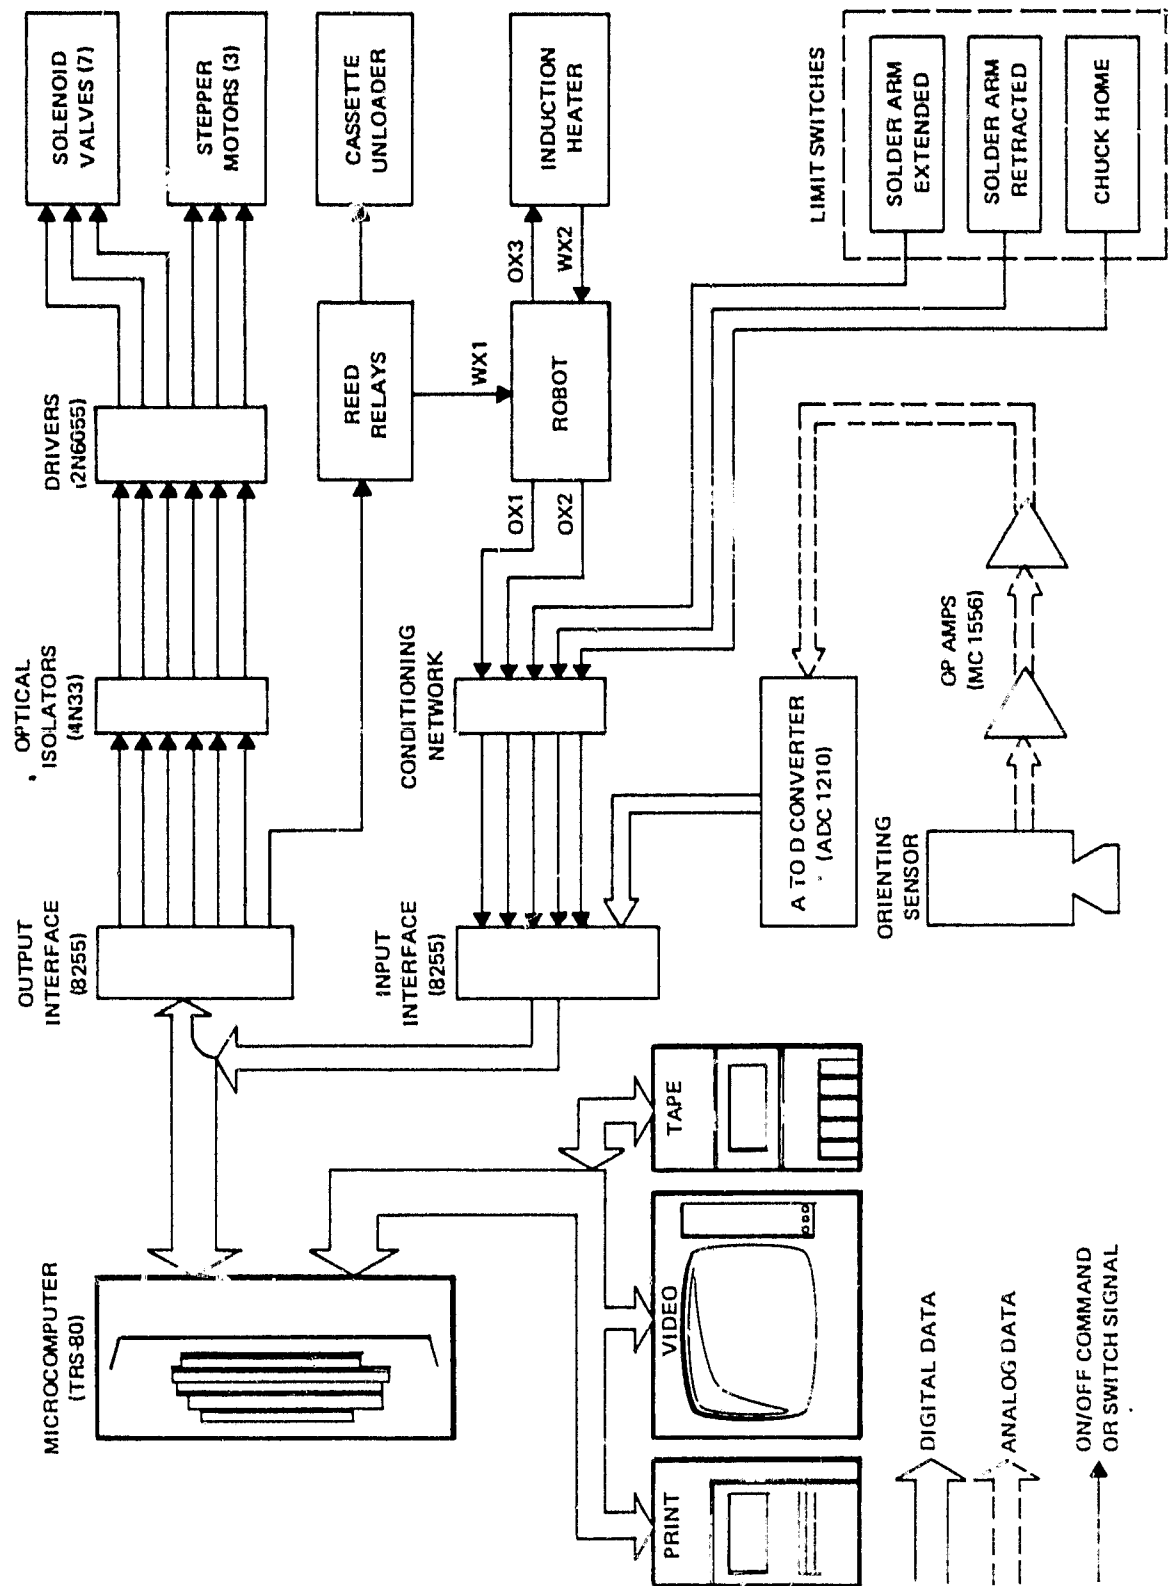 MICROCOMPUTER
(TRS-80)
OUTPUT
INTERFACE
(8255)
OPTICAL
ISOLATORS
(4N33)
DRIVERS
(2N6055)
SOLENOID
VALVES (7)
STEPPER
MOTORS (3)
CASSETTE
UNLOADER
REED
RELAYS
WX1
INDUCTION
HEATER
OX3
WX2
ROBOT
OX1
OX2
CONDITIONING
NETWORK
INPUT
INTERFACE
(8255)
LIMIT SWITCHES
SOLDER ARM
EXTENDED
SOLDER ARM
RETRACTED
CHUCK HOME
A TO D CONVERTER
(ADC 1210)
OP AMPS
(MC 1556)
ORIENTING
SENSOR
PRINT
VIDEO
TAPE
DIGITAL DATA
ANALOG DATA
ON/OFF COMMAND
OR SWITCH SIGNAL